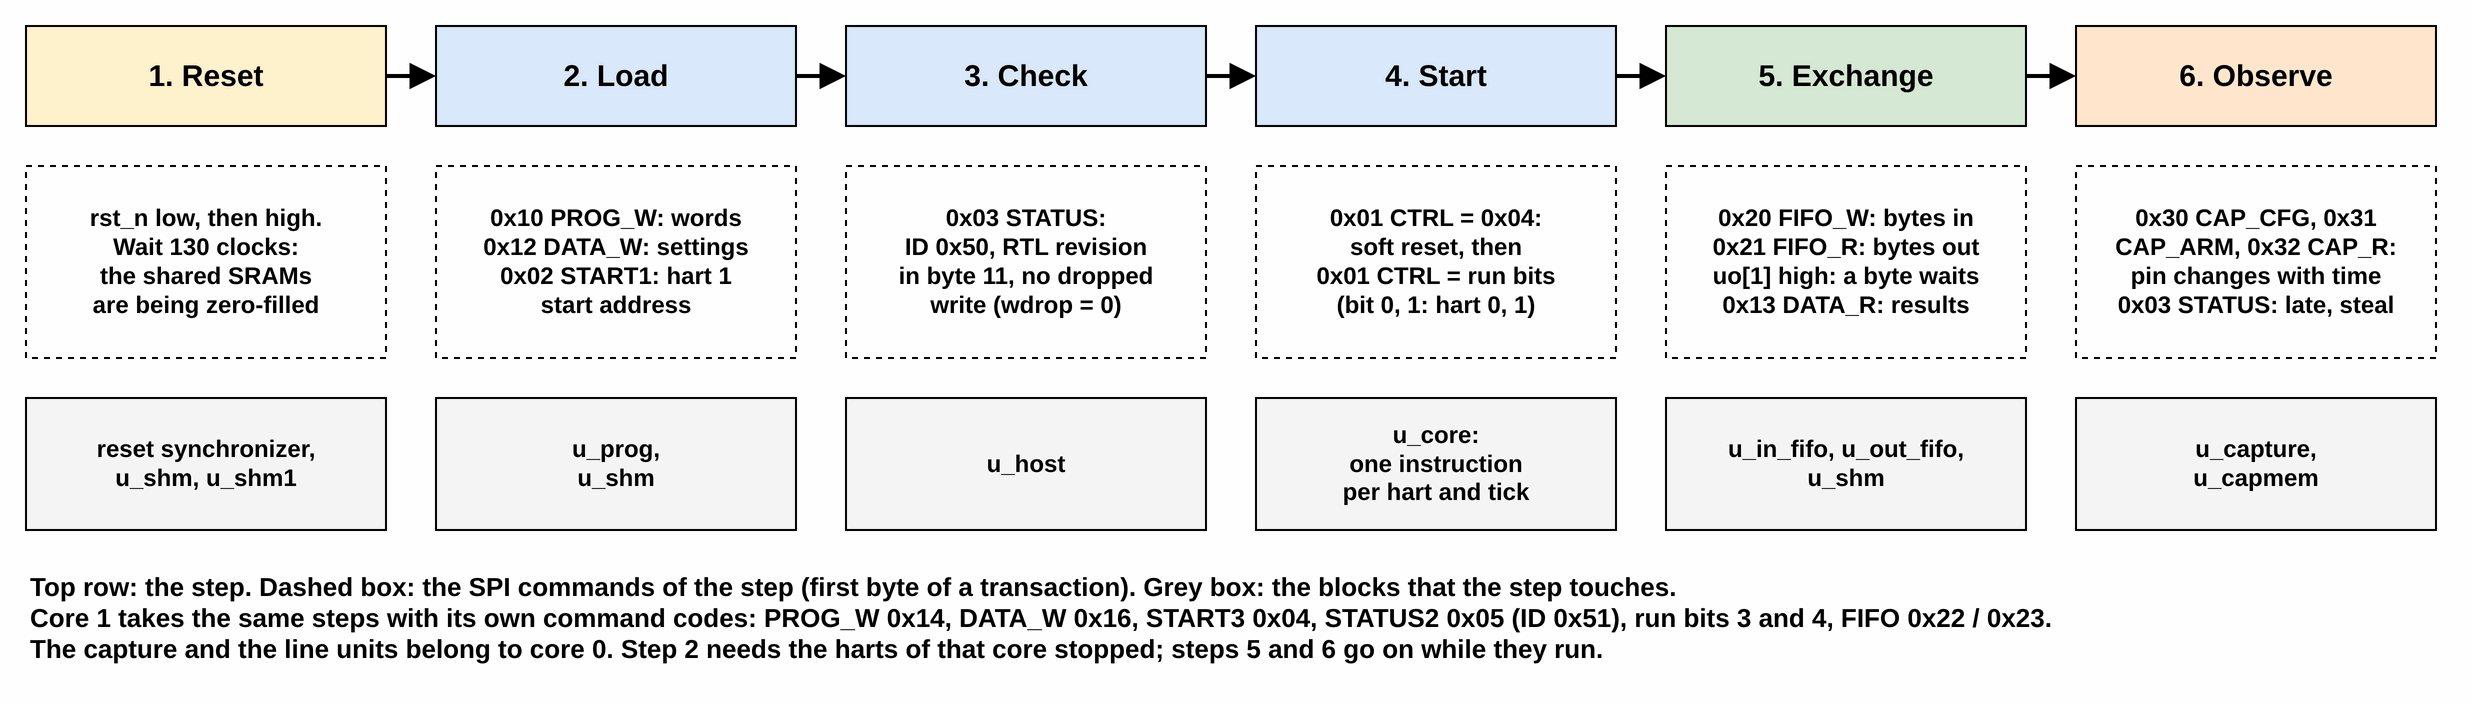 1. Reset
2. Load
3. Check
4. Start
5. Exchange
6. Observe
rst_n low, then high.
Wait 130 clocks:
the shared SRAMs
are being zero-filled
0x10 PROG_W: words
0x12 DATA_W: settings
0x02 START1: hart 1
start address
0x03 STATUS:
ID 0x50, RTL revision
in byte 11, no dropped
write (wdrop = 0)
0x01 CTRL = 0x04:
soft reset, then
0x01 CTRL = run bits
(bit 0, 1: hart 0, 1)
0x20 FIFO_W: bytes in
0x21 FIFO_R: bytes out
uo[1] high: a byte waits
0x13 DATA_R: results
0x30 CAP_CFG, 0x31
CAP_ARM, 0x32 CAP_R:
pin changes with time
0x03 STATUS: late, steal
reset synchronizer,
u_shm, u_shm1
u_prog,
u_shm
u_host
u_core:
one instruction
per hart and tick
u_in_fifo, u_out_fifo,
u_shm
u_capture,
u_capmem
Top row: the step. Dashed box: the SPI commands of the step (first byte of a transaction). Grey box: the blocks that the step touches.
Core 1 takes the same steps with its own command codes: PROG_W 0x14, DATA_W 0x16, START3 0x04, STATUS2 0x05 (ID 0x51), run bits 3 and 4, FIFO 0x22 / 0x23.
The capture and the line units belong to core 0. Step 2 needs the harts of that core stopped; steps 5 and 6 go on while they run.